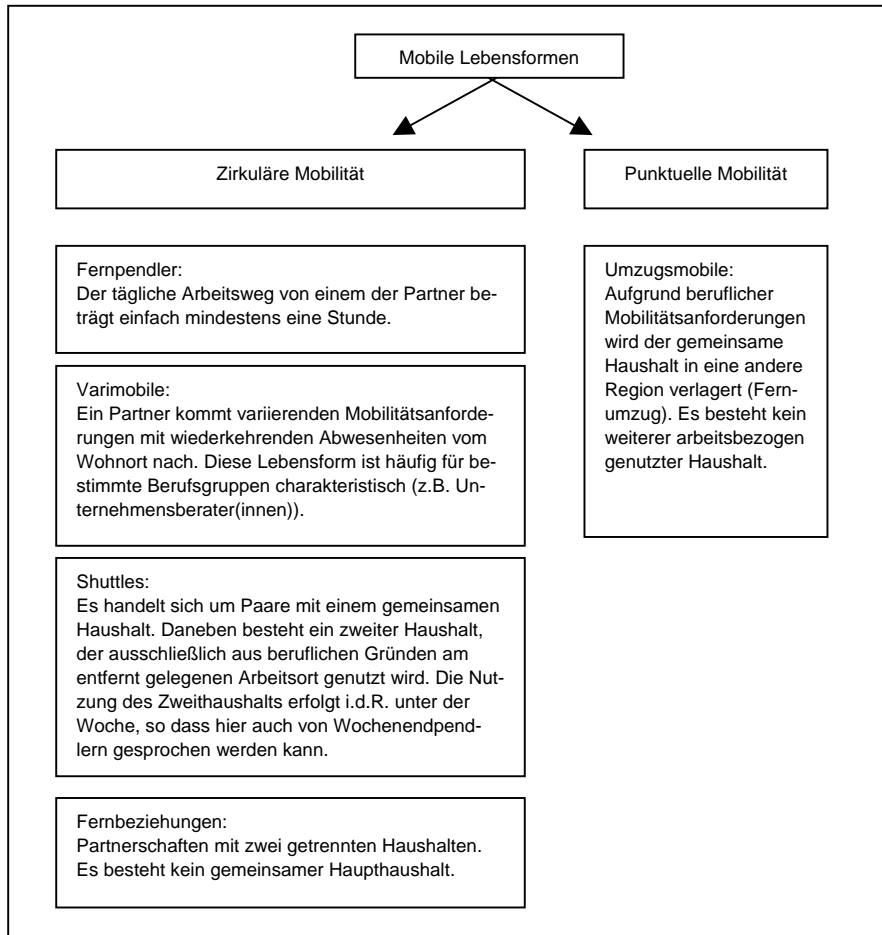 Mobile Lebensformen
Zirkuläre Mobilität
Punktuelle Mobilität
Fernpendler:
Der tägliche Arbeitsweg von einem der Partner be-
trägt einfach mindestens eine Stunde.
Varimobile:
Ein Partner kommt variierenden Mobilitätsanforde-
rungen mit wiederkehrenden Abwesenheiten vom
Wohnort nach. Diese Lebensform ist häufig für be-
stimmte Berufsgruppen charakteristisch (z.B. Un-
ternehmensberater(innen)).
Shuttles:
Es handelt sich um Paare mit einem gemeinsamen
Haushalt. Daneben besteht ein zweiter Haushalt,
der ausschließlich aus beruflichen Gründen am
entfernt gelegenen Arbeitsort genutzt wird. Die Nut-
zung des Zweithaushalts erfolgt i.d.R. unter der
Woche, so dass hier auch von Wochenendpend-
lern gesprochen werden kann.
Fernbeziehungen:
Partnerschaften mit zwei getrennten Haushalten.
Es besteht kein gemeinsamer Haupthaushalt.
Umzugsmobile:
Aufgrund beruflicher
Mobilitätsanforderungen
wird der gemeinsame
Haushalt in eine andere
Region verlagert (Fern-
umzug). Es besteht kein
weiterer arbeitsbezogen
genutzter Haushalt.